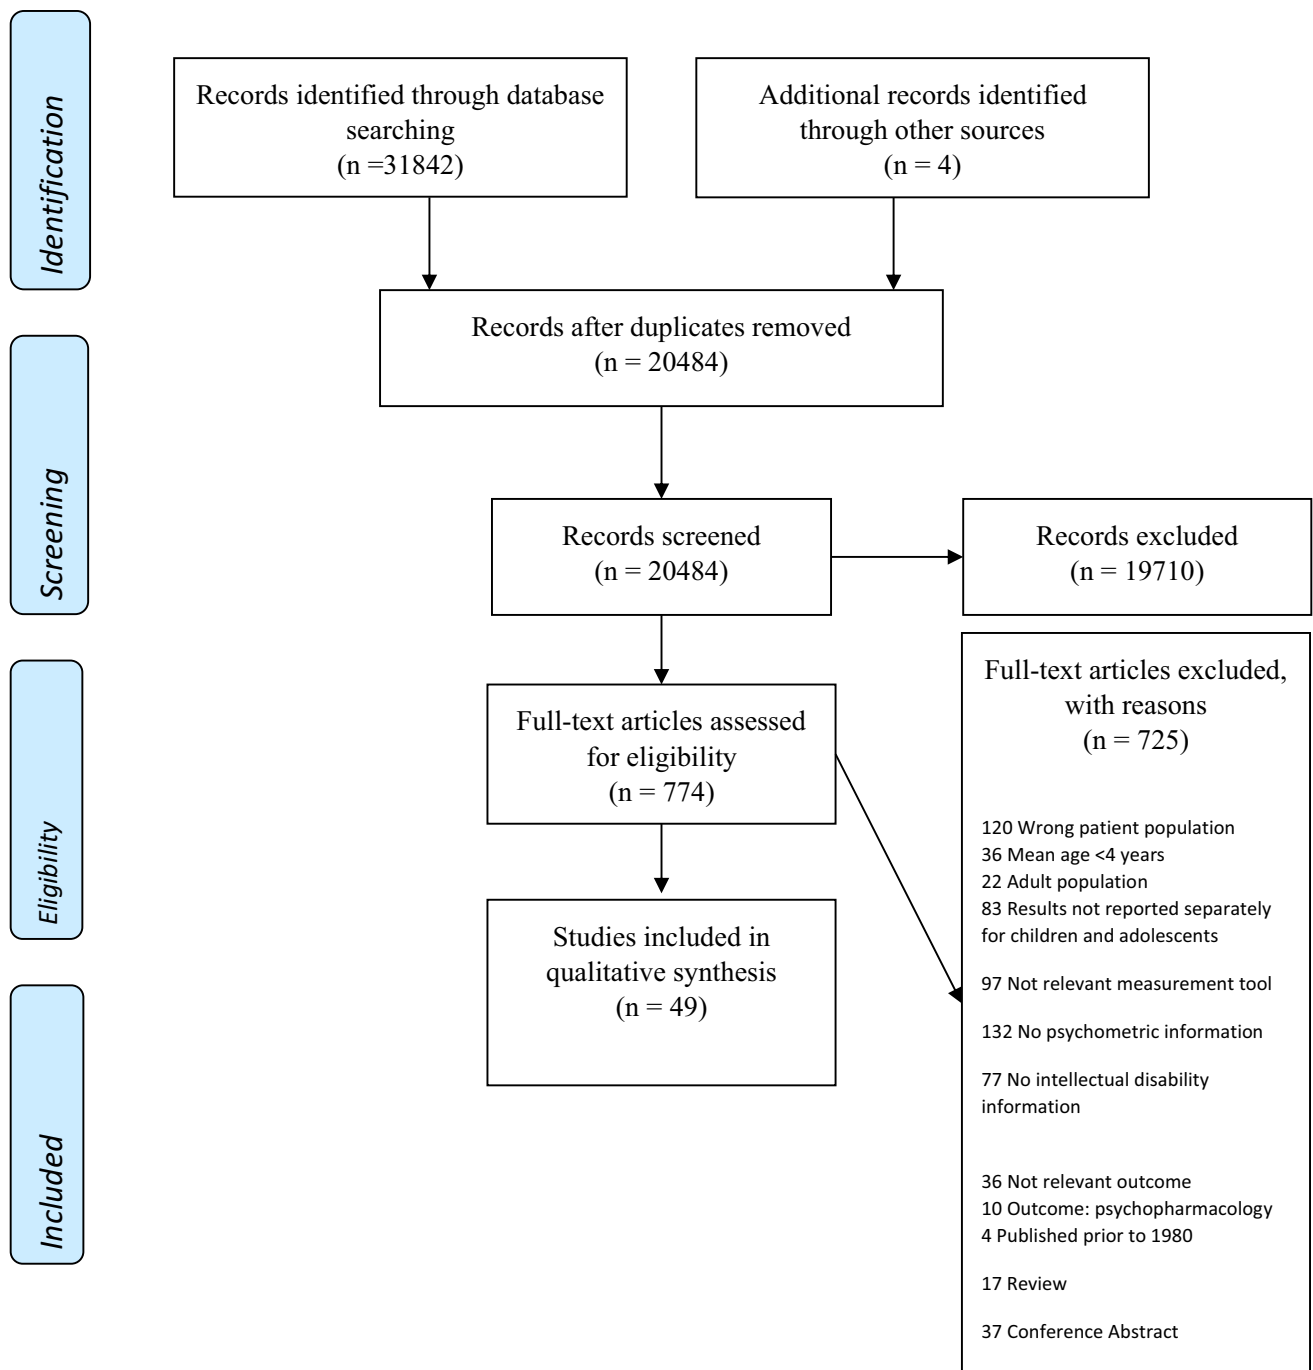 Identification
Records identified through database
searching
(n =31842)
Additional records identified
through other sources
(n = 4)
Records after duplicates removed
(n = 20484)
Screening
Records screened
(n = 20484)
Records excluded
(n = 19710)
Eligibility
Full-text articles assessed
for eligibility
(n = 774)
Full-text articles excluded,
with reasons
(n = 725)
120 Wrong patient population
36 Mean age <4 years
22 Adult population
83 Results not reported separately
for children and adolescents
97 Not relevant measurement tool
132 No psychometric information
77 No intellectual disability
information
36 Not relevant outcome
10 Outcome: psychopharmacology
4 Published prior to 1980
17 Review
37 Conference Abstract
Included
Studies included in
qualitative synthesis
(n = 49)